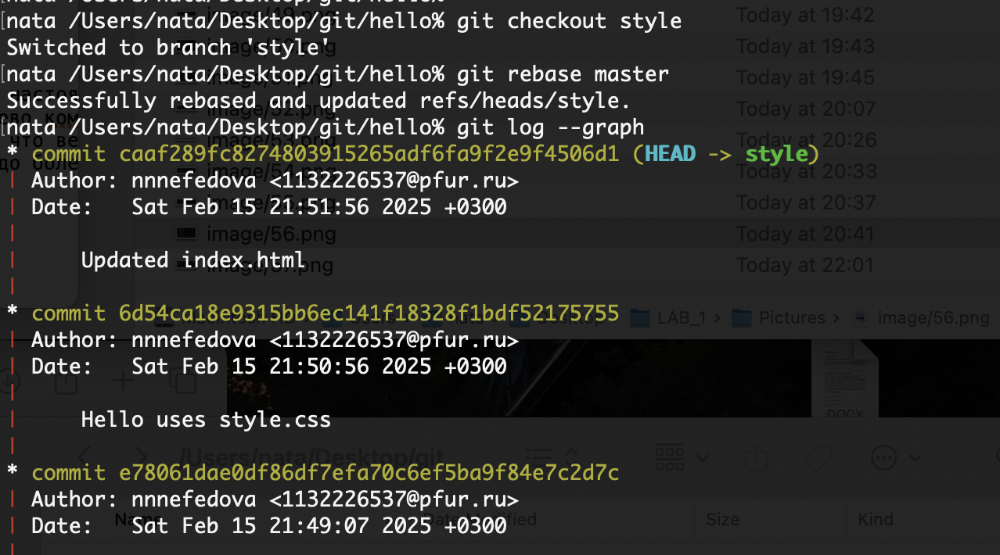 nata /Users/nata/Desktop/git/hello% git checkout style
Switched to branch 'style'
nata /Users/nata/Desktop/git/hello% git rebase master
Successfully rebased and updated refs/heads/style.
nata /Users/nata/Desktop/git/hello% git log --graph
* commit caaf289fc8274803915265adf6fa9f2e9f4506d1 (HEAD -> style)
| Author: nnnefedova <1132226537@pfur.ru>
| Date:   Sat Feb 15 21:51:56 2025 +0300
|
|     Updated index.html
|
* commit 6d54ca18e9315bb6ec141f18328f1bdf52175755
| Author: nnnefedova <1132226537@pfur.ru>
| Date:   Sat Feb 15 21:50:56 2025 +0300
|
|     Hello uses style.css
|
* commit e78061dae0df86df7efa70c6ef5ba9f84e7c2d7c
| Author: nnnefedova <1132226537@pfur.ru>
| Date:   Sat Feb 15 21:49:07 2025 +0300
|
Today at 19:42
Today at 19:43
Today at 19:45
Today at 20:07
Today at 20:26
Today at 20:33
Today at 20:37
image/56.png
Today at 20:41
image/57.png
Today at 22:01
LAB_1 › Pictures › image/56.png
DOCX
/Users/nata/Desktop/git
Name
Date Modified
Size
Kind